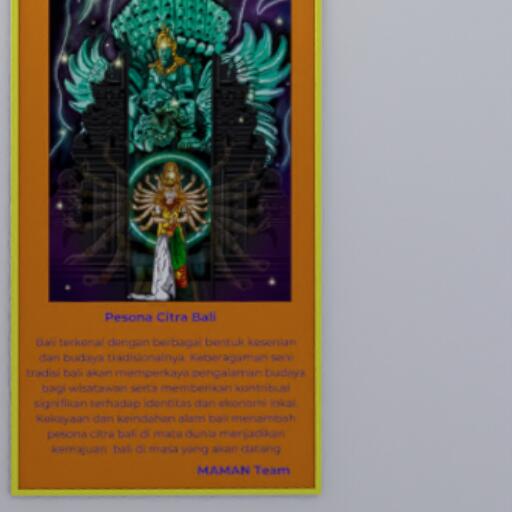 Pesona Citra Bali
Bali terkenal dengan berbagai bentuk kesenian
dan budaya tradisionalnya. Keberagaman seni
tradisi bali akan memperkaya pengalaman budaya
bagi wisatawan serta memberikan kontribusi
signifikan terhadap identitas dan ekonomi lokal.
Kekayaan dan keindahan alam bali menambah
pesona citra bali di mata dunia menjadikan
kemajuan bali di masa yang akan datang
MAMAN Team